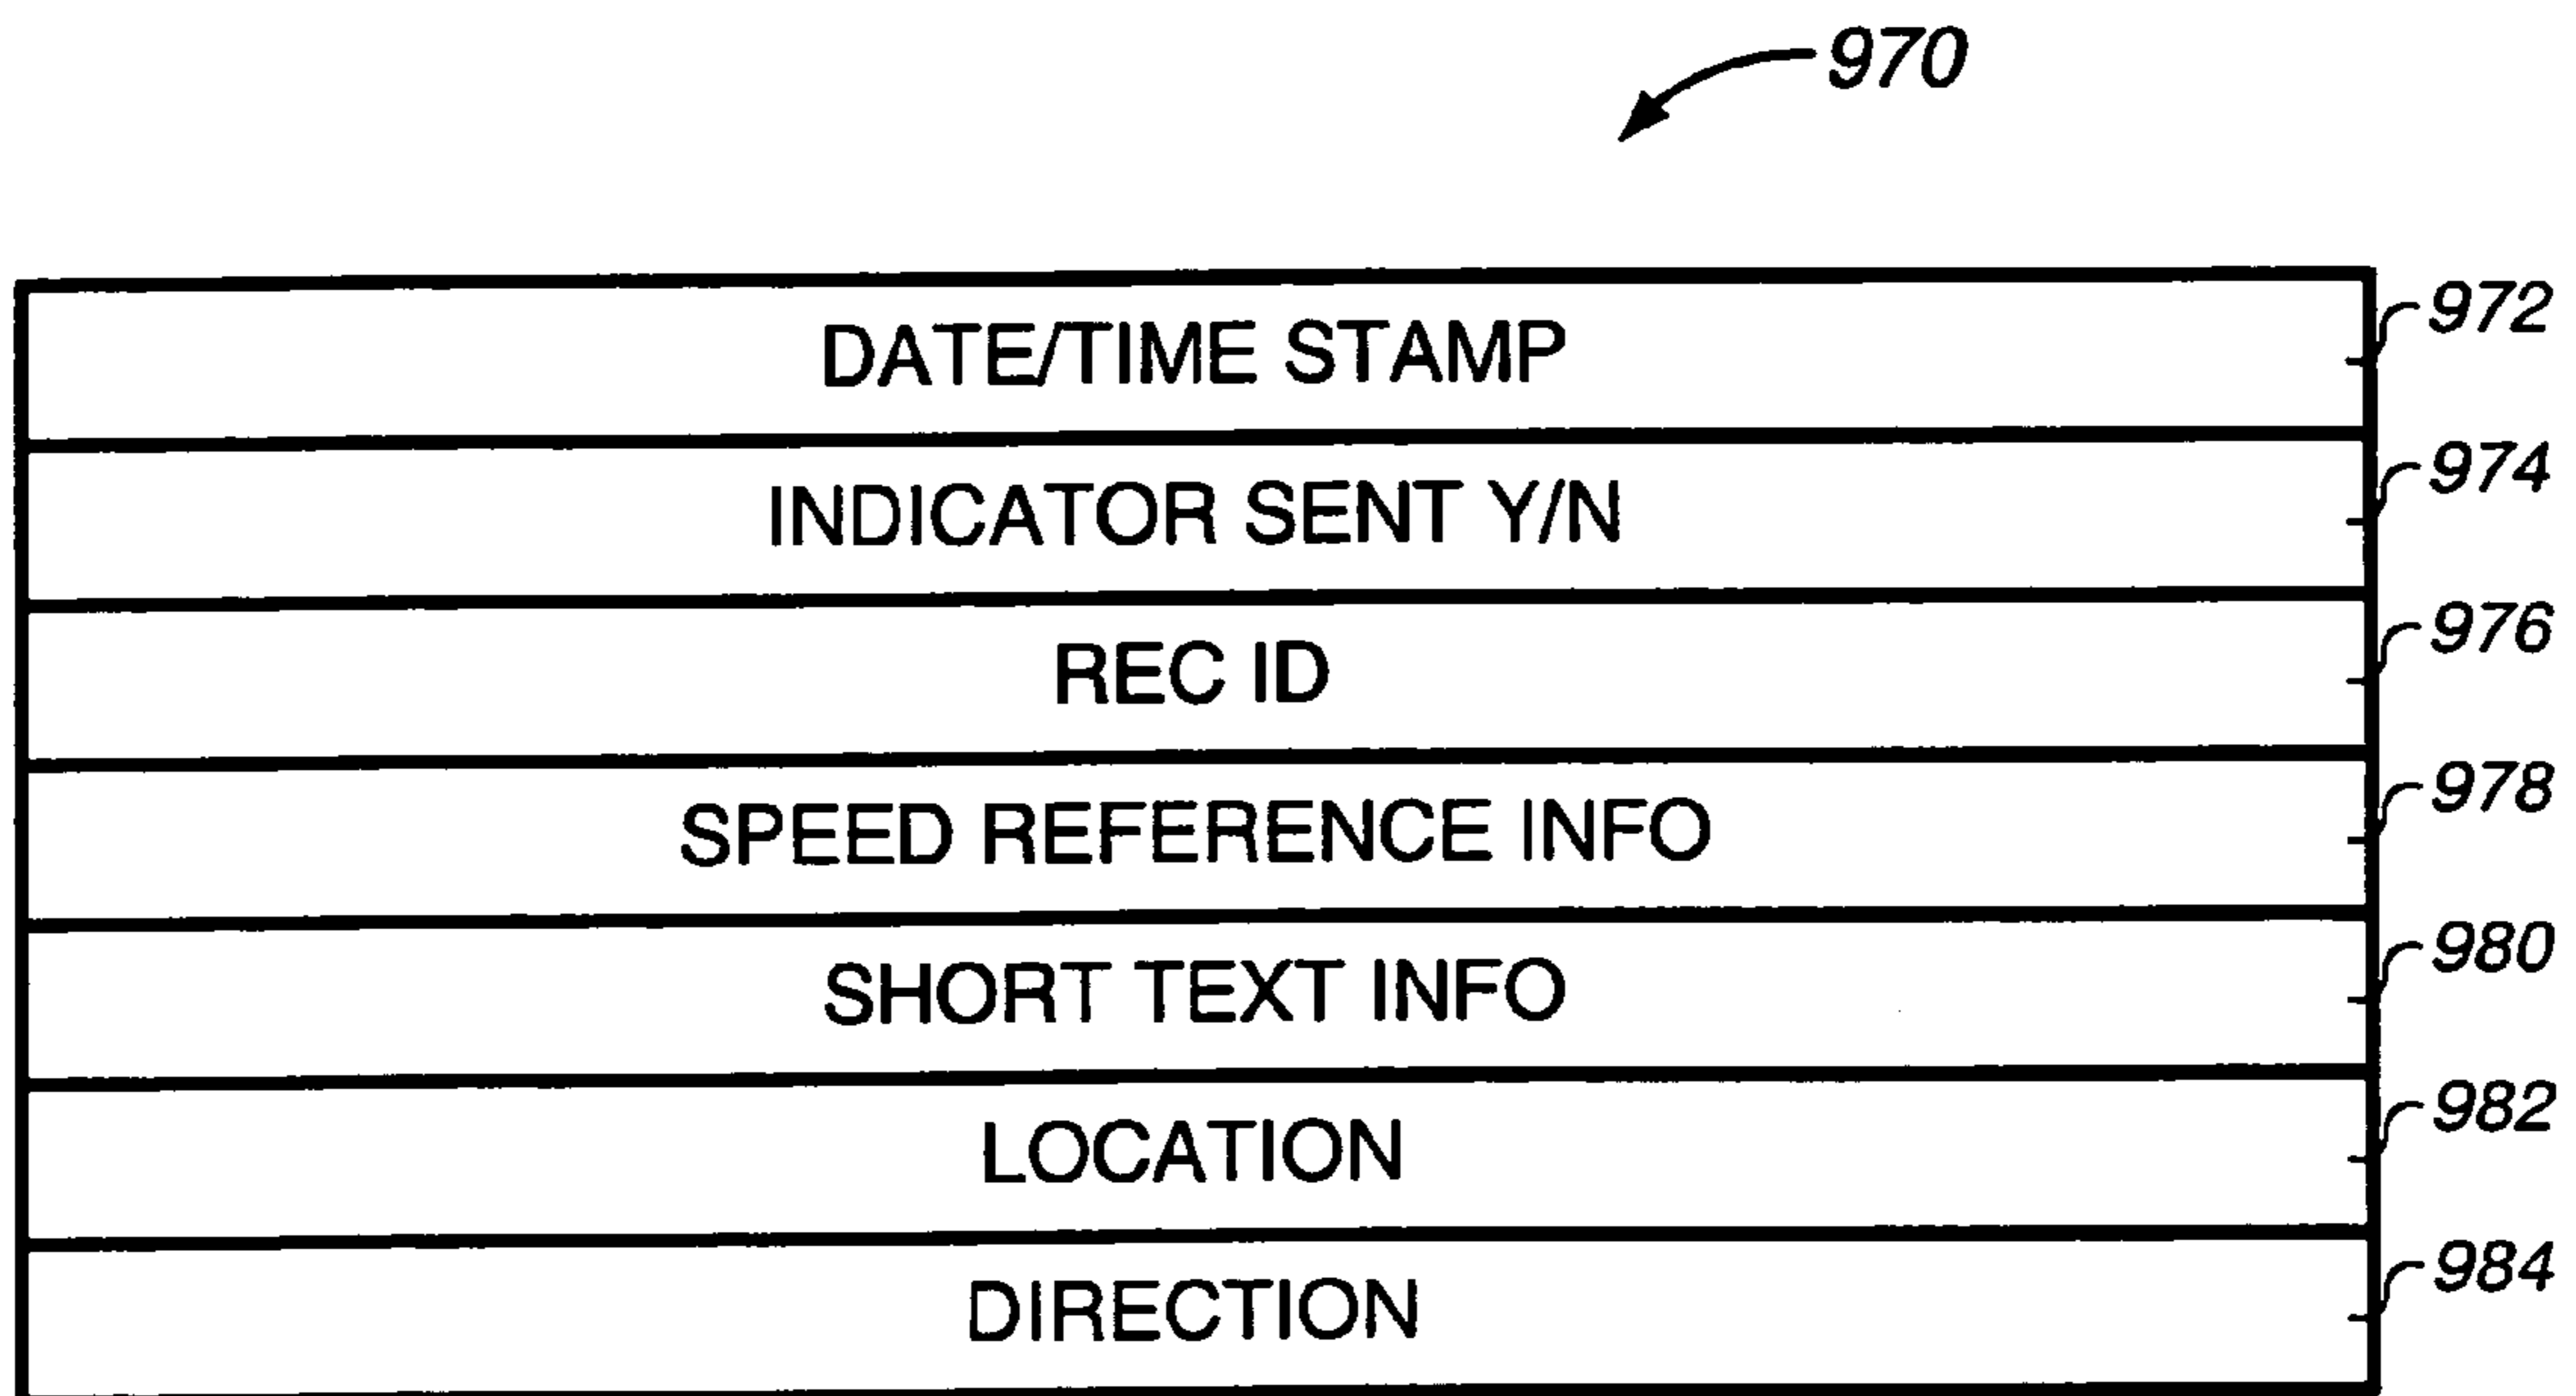 970
DATE/TIME STAMP 972
INDICATOR SENT Y/N 974
REC ID 976
SPEED REFERENCE INFO 978
SHORT TEXT INFO 980
LOCATION 982
DIRECTION 984